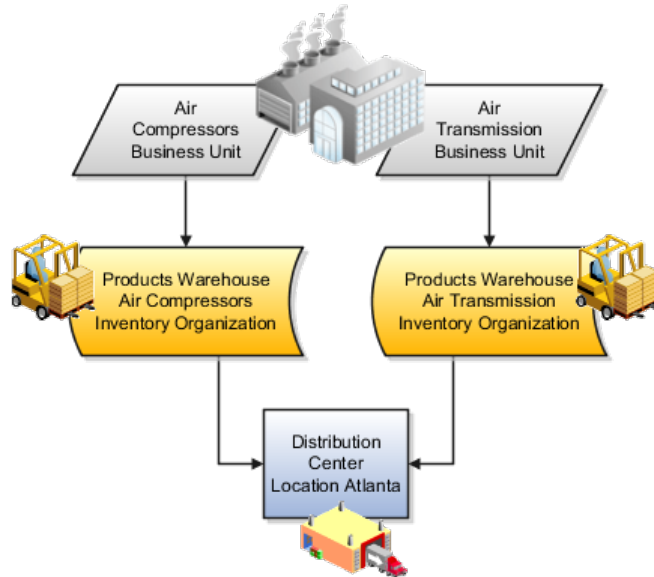 Air
Compressors
Business Unit
Air
Transmission
Business Unit
Products Warehouse
Air Compressors
Inventory Organization
Products Warehouse
Air Transmission
Inventory Organization
Distribution
Center
Location Atlanta